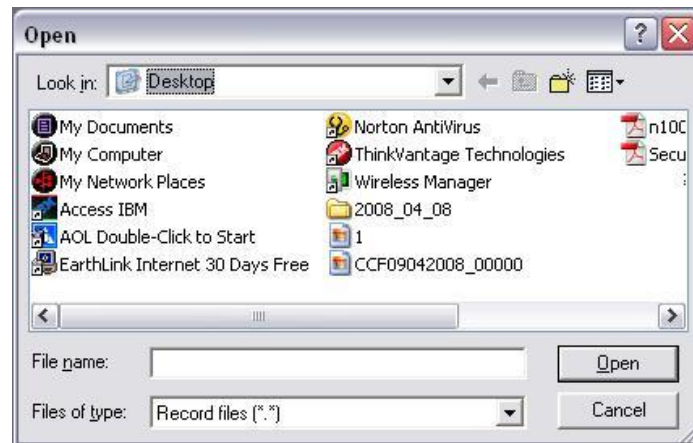 Open
Look in: Desktop
My Documents
My Computer
My Network Places
Access IBM
AOL Double-Click to Start
EarthLink Internet 30 Days Free
Norton AntiVirus
ThinkVantage Technologies
Wireless Manager
2008_04_08
1
CCF09042008_00000
n10C
Secu
File name:
Open
Files of type: Record files (*.*)
Cancel